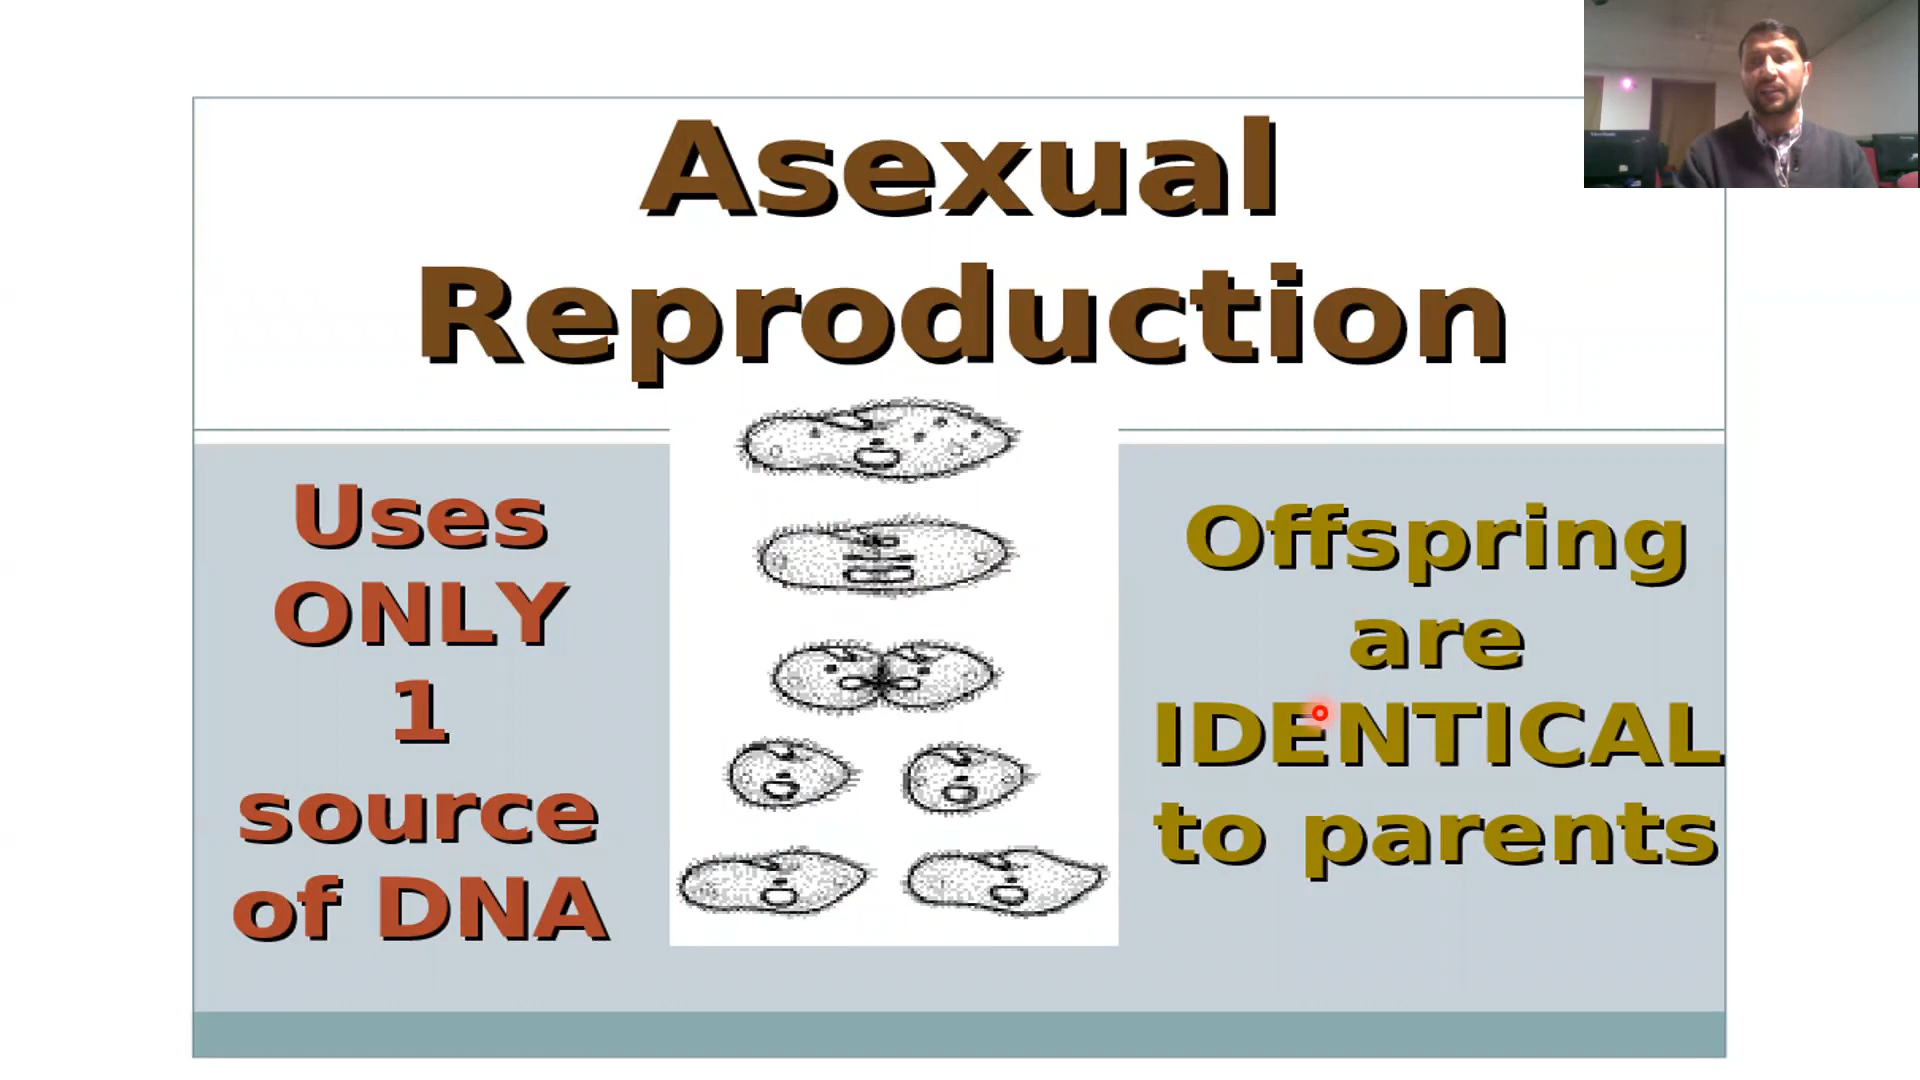 Asexual
Reproduction
Uses
ONLY
1
source
of DNA
Offspring
are
IDENTICAL
to parents